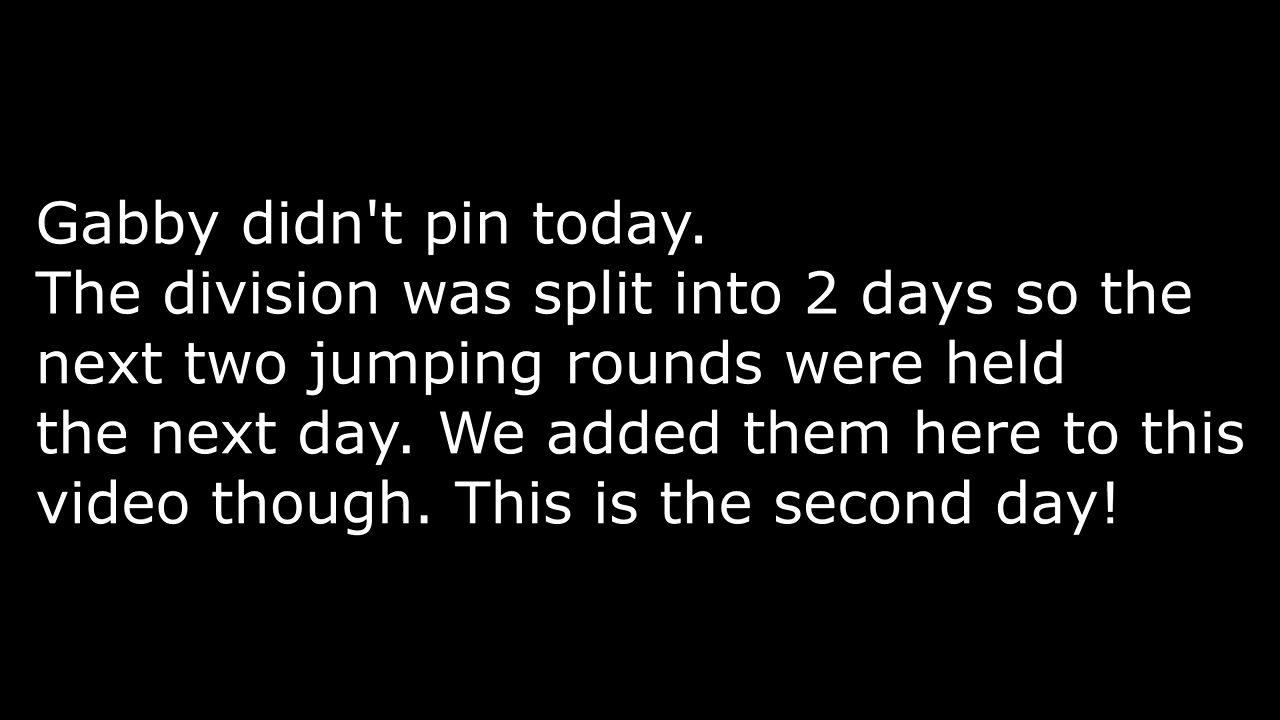 Gabby didn't pin today.
The division was split into 2 days so the
next two jumping rounds were held
the next day. We added them here to this
video though. This is the second day!